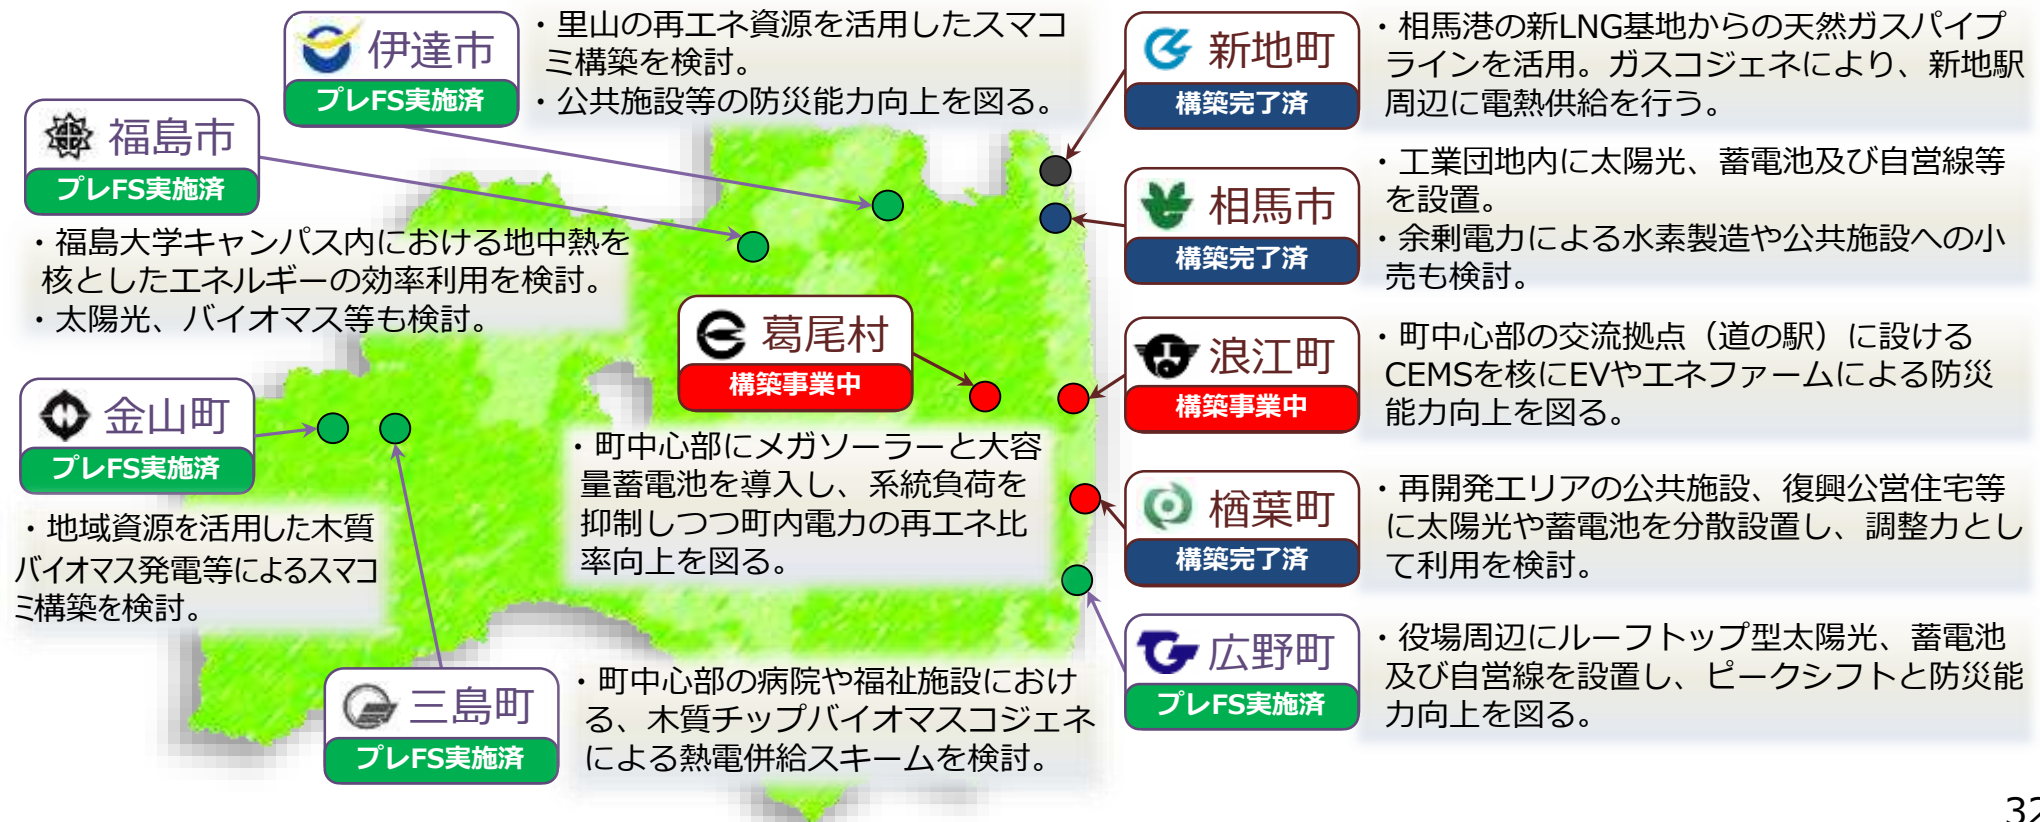 伊達市
プレFS実施済
・里山の再エネ資源を活用したスマコ
ミ構築を検討。
・公共施設等の防災能力向上を図る。
福島市
プレFS実施済
・福島大学キャンパス内における地中熱を
核としたエネルギーの効率利用を検討。
・太陽光、バイオマス等も検討。
金山町
プレFS実施済
・地域資源を活用した木質
バイオマス発電等によるスマコ
ミ構築を検討。
三島町
プレFS実施済
・町中心部の病院や福祉施設におけ
る、木質チップバイオマスコジェネ
による熱電併給スキームを検討。
葛尾村
構築事業中
・町中心部にメガソーラーと大容
量蓄電池を導入し、系統負荷を
抑制しつつ町内電力の再エネ比
率向上を図る。
新地町
構築完了済
・相馬港の新LNG基地からの天然ガスパイプ
ラインを活用。ガスコジェネにより、新地駅
周辺に電熱供給を行う。
相馬市
構築完了済
・工業団地内に太陽光、蓄電池及び自営線等
を設置。
・余剰電力による水素製造や公共施設への小
売も検討。
浪江町
構築事業中
・町中心部の交流拠点（道の駅）に設ける
CEMSを核にEVやエネファームによる防災
能力向上を図る。
楢葉町
構築完了済
・再開発エリアの公共施設、復興公営住宅等
に太陽光や蓄電池を分散設置し、調整力とし
て利用を検討。
広野町
プレFS実施済
・役場周辺にルーフトップ型太陽光、蓄電池
及び自営線を設置し、ピークシフトと防災能
力向上を図る。
32